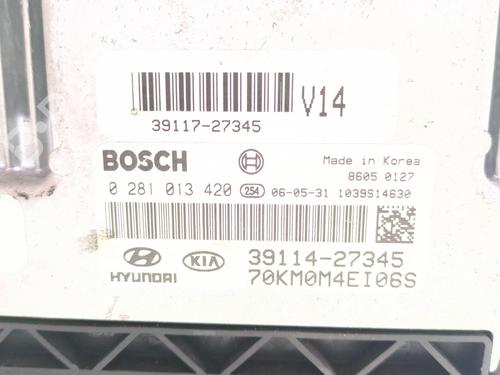 V14
39117-27345
BOSCH
Made in Korea
8605 0127
0 281 013 420 254 06-05-31 1039S14630
HYUNDAI KIA 39114-27345
70KM0M4EI06S